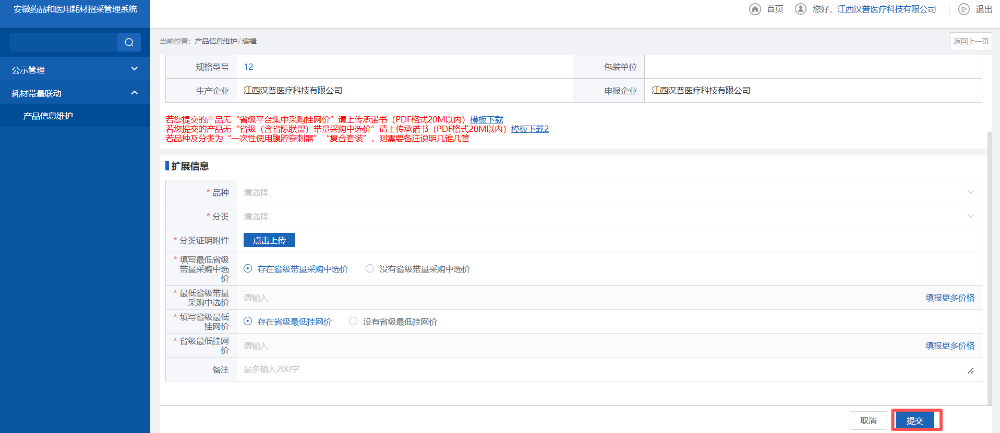 安徽药品和医用耗材招采管理系统
首页
您好，江西汉普医疗科技有限公司
退出
当前位置：产品信息维护/编辑
返回上一页
公示管理
耗材带量联动
产品信息维护
规格型号 12 包装单位
生产企业 江西汉普医疗科技有限公司 申报企业 江西汉普医疗科技有限公司
若您提交的产品无“省级平台集中采购挂网价”请上传承诺书（PDF格式20M以内）模板下载
若您提交的产品无“省级（含省际联盟）带量采购中选价”请上传承诺书（PDF格式20M以内）模板下载2
若品种及分类为“一次性使用腹腔穿刺器”“复合套装”，则需要备注说明几锥几管
扩展信息
* 品种 请选择
* 分类 请选择
* 分类证明附件 点击上传
* 填写最低省级
带量采购中选
价
存在省级带量采购中选价 没有省级带量采购中选价
* 最低省级带量
采购中选价
请输入 填报更多价格
* 填写省级最低
挂网价
存在省级最低挂网价 没有省级最低挂网价
* 省级最低挂网
价
请输入 填报更多价格
备注 最多输入200字
取消 提交